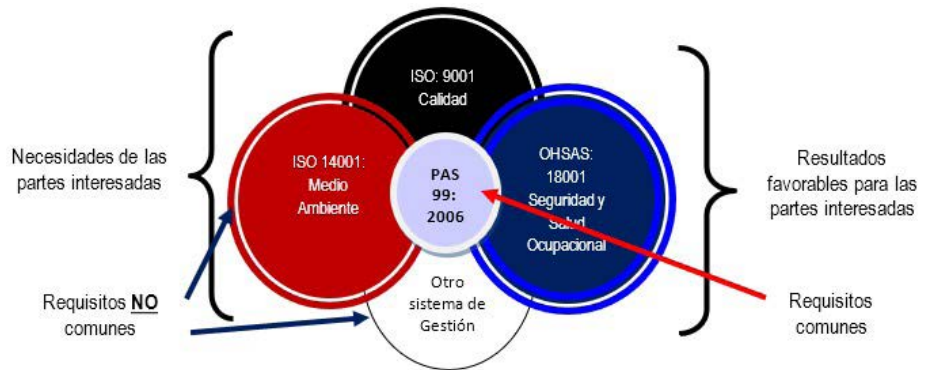 ISO: 9001
Calidad
Necesidades de las
partes interesadas
ISO 14001:
Medio
Ambiente
PAS
99:
2006
OHSAS:
18001
Seguridad y
Salud
Ocupacional
Resultados
favorables para las
partes interesadas
Requisitos NO
comunes
Otro
sistema de
Gestión
Requisitos
comunes